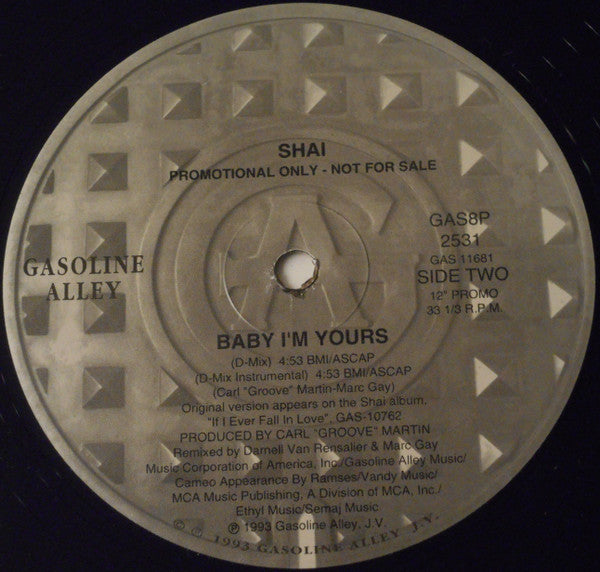 SHAI
PROMOTIONAL ONLY - NOT FOR SALE
GASOLINE
ALLEY
GAS8P
2531
GAS 11681
SIDE TWO
12" PROMO
33 1/3 R.P.M.
BABY I'M YOURS
(D-Mix) 4:53 BMI/ASCAP
(D-Mix Instrumental) 4:53 BMI/ASCAP
(Carl "Groove" Martin-Marc Gay)
Original version appears on the Shai album,
"If I Ever Fall In Love", GAS-10762
PRODUCED BY CARL "GROOVE" MARTIN
Remixed by Darnell Van Rensalier & Marc Gay
Music Corporation of America, Inc./Gasoline Alley Music/
Cameo Appearance By Ramses/Vandy Music/
MCA Music Publishing, A Division of MCA, Inc./
Ethyl Music/Semaj Music
℗ 1993 Gasoline Alley, J.V.
© ℗ 1993 GASOLINE ALLEY J.V.
GA